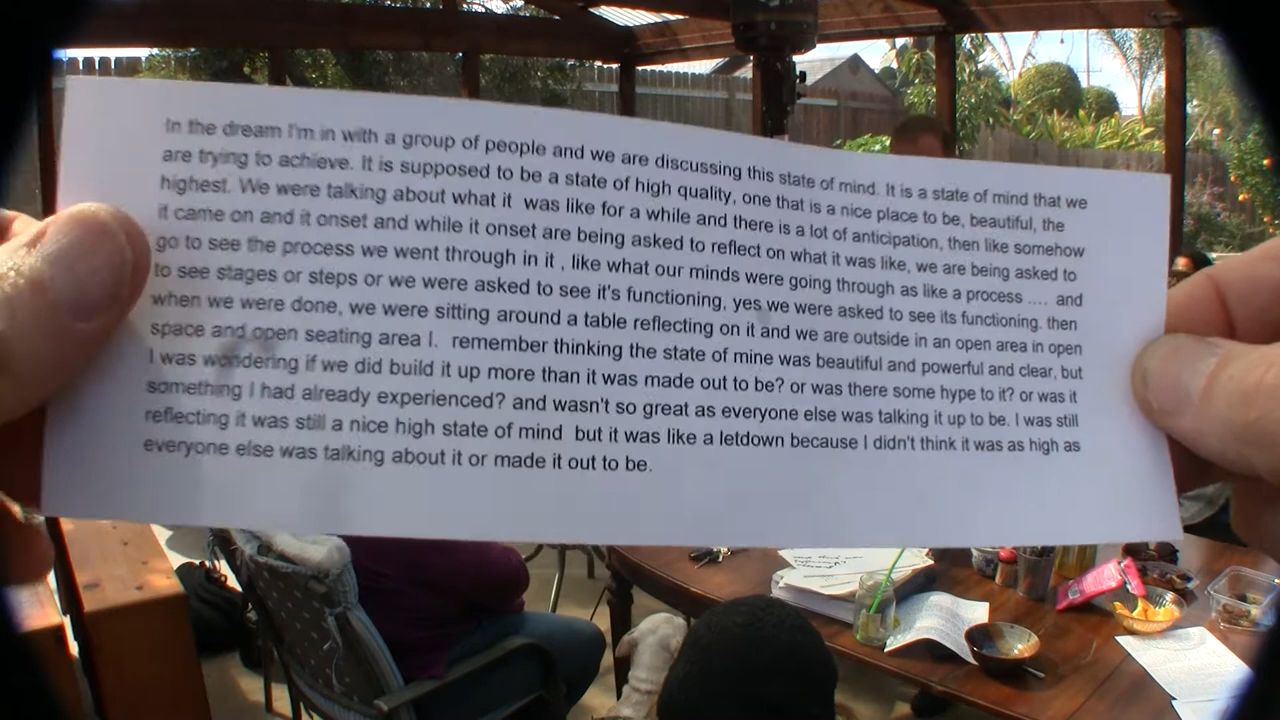 In the dream I'm in with a group of people and we are discussing this state of mind. It is a state of mind that we
are trying to achieve. It is supposed to be a state of high quality, one that is a nice place to be, beautiful, the
highest. We were talking about what it was like for a while and there is a lot of anticipation, then like somehow
it came on and it onset and while it onset are being asked to reflect on what it was like, we are being asked to
go to see the process we went through in it , like what our minds were going through as like a process .... and
to see stages or steps or we were asked to see it's functioning, yes we were asked to see its functioning. then
when we were done, we were sitting around a table reflecting on it and we are outside in an open area in open
space and open seating area I. remember thinking the state of mine was beautiful and powerful and clear, but
I was wondering if we did build it up more than it was made out to be? or was there some hype to it? or was it
something I had already experienced? and wasn't so great as everyone else was talking it up to be. I was still
reflecting it was still a nice high state of mind but it was like a letdown because I didn't think it was as high as
everyone else was talking about it or made it out to be.